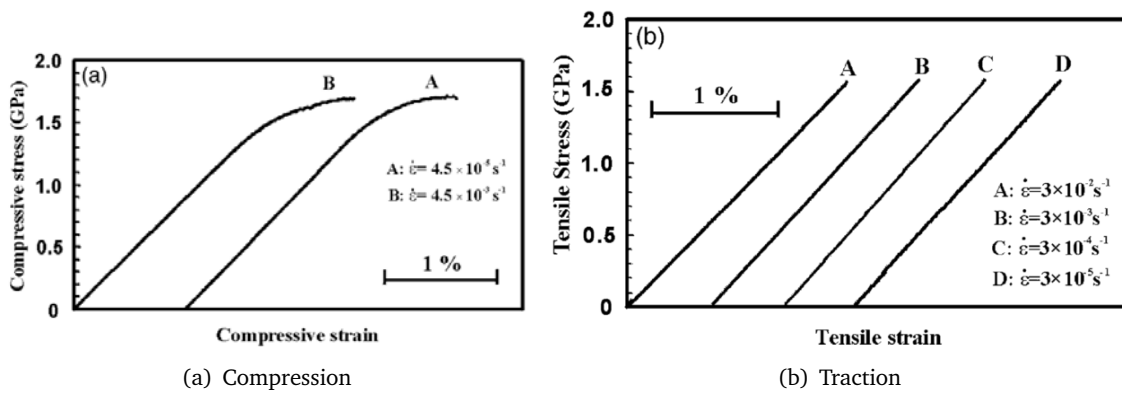 (a)
2.0
1.5
1.0
0.5
0
Compressive stress (GPa)
B
A
A: ε̇= 4.5 × 10⁻⁵s⁻¹
B: ε̇= 4.5 × 10⁻³s⁻¹
1 %
Compressive strain
(a) Compression
(b)
2.0
1.5
1.0
0.5
0
Tensile Stress (GPa)
A
B
C
D
1 %
A: ε̇=3×10⁻²s⁻¹
B: ε̇=3×10⁻³s⁻¹
C: ε̇=3×10⁻⁴s⁻¹
D: ε̇=3×10⁻⁵s⁻¹
Tensile strain
(b) Traction